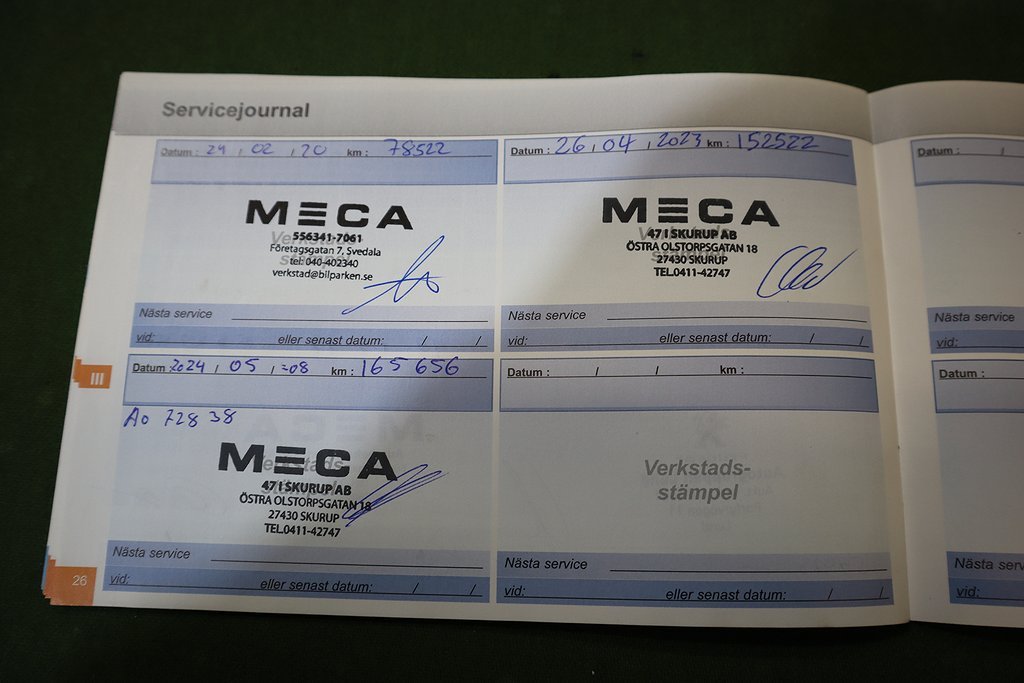 Servicejournal
Datum : 24 / 02 / 20 km : 78522
MECA
556341-7061
Företagsgatan 7, Svedala
tel: 040-402340
verkstad@bilparken.se
Nästa service
vid: eller senast datum: / /
Datum : 26 / 04 / 2023 km : 152522
MECA
47 I SKURUP AB
ÖSTRA OLSTORPSGATAN 18
27430 SKURUP
TEL.0411-42747
Nästa service
vid: eller senast datum: / /
Datum : 2024 / 05 / -08 km : 165 656
Ao 728 38
MECA
47 I SKURUP AB
ÖSTRA OLSTORPSGATAN 18
27430 SKURUP
TEL.0411-42747
Nästa service
vid: eller senast datum: / /
Datum : / / km :
Verkstads-
stämpel
Nästa service
vid: eller senast datum: / /
III
26
Datum : /
Nästa service
vid:
Datum :
Nästa
vid: